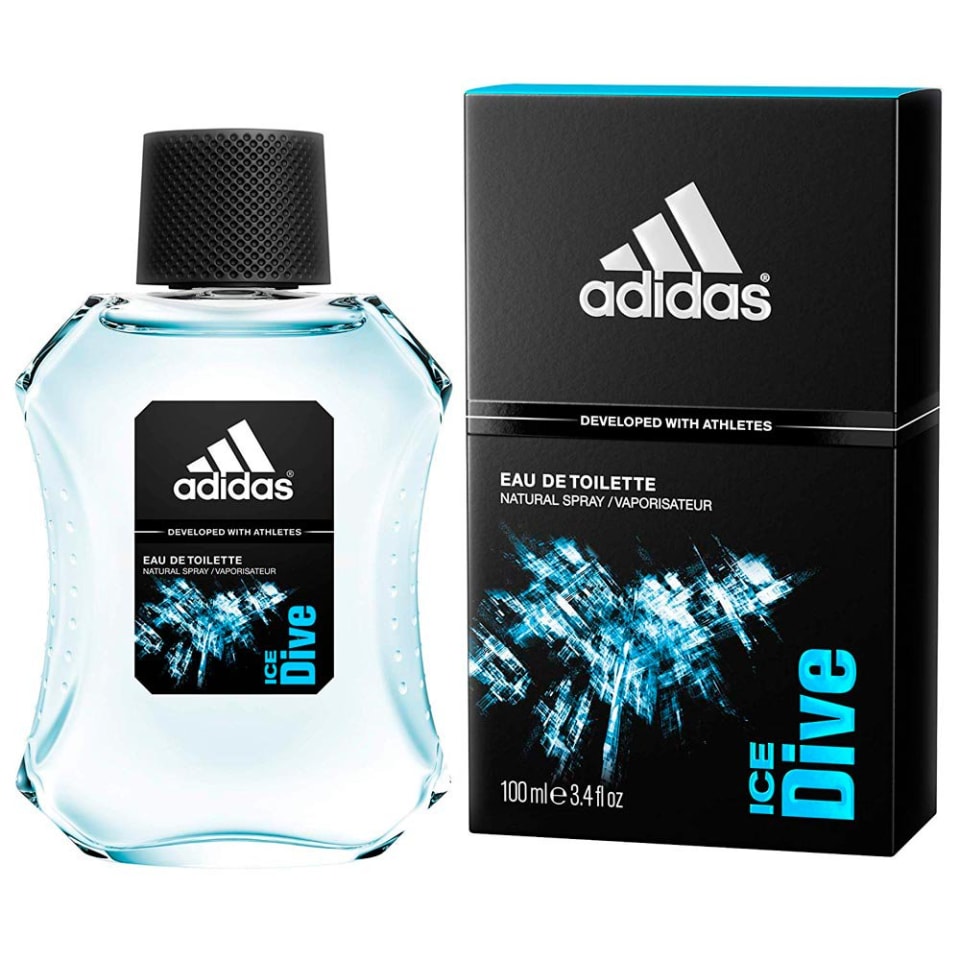 adidas®
DEVELOPED WITH ATHLETES
EAU DE TOILETTE
NATURAL SPRAY / VAPORISATEUR
ICE
Dive
adidas®
DEVELOPED WITH ATHLETES
EAU DE TOILETTE
NATURAL SPRAY / VAPORISATEUR
100 ml e 3.4 fl oz
ICE
Dive